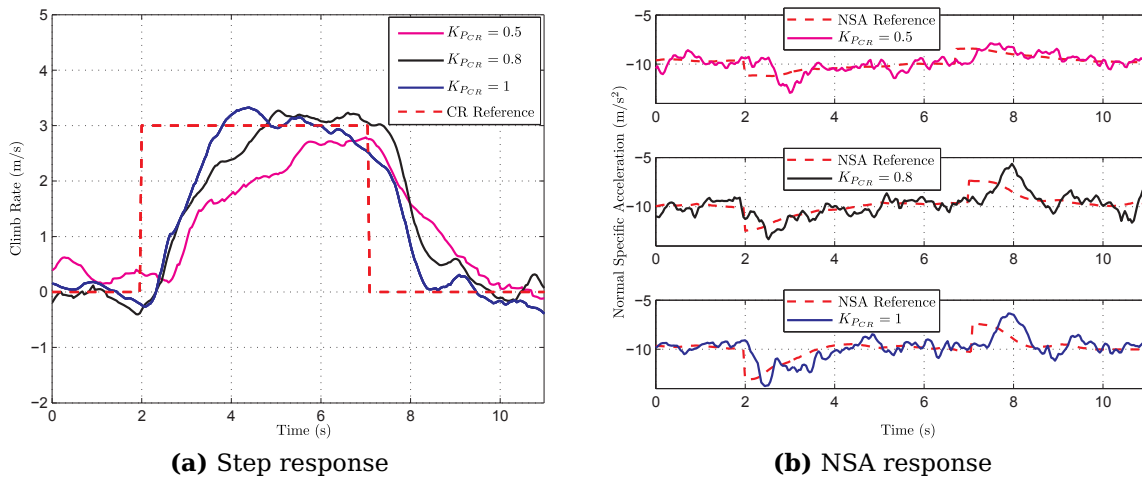 5
4
3
2
1
0
−1
−2
0 2 4 6 8 10
Climb Rate (m/s)
Time (s)
K_{P_{CR}} = 0.5
K_{P_{CR}} = 0.8
K_{P_{CR}} = 1
CR Reference
(a) Step response
Normal Specific Acceleration (m/s²)
−5
−10
NSA Reference
K_{P_{CR}} = 0.5
0 2 4 6 8 10
−5
−10
NSA Reference
K_{P_{CR}} = 0.8
0 2 4 6 8 10
−5
−10
NSA Reference
K_{P_{CR}} = 1
0 2 4 6 8 10
Time (s)
(b) NSA response